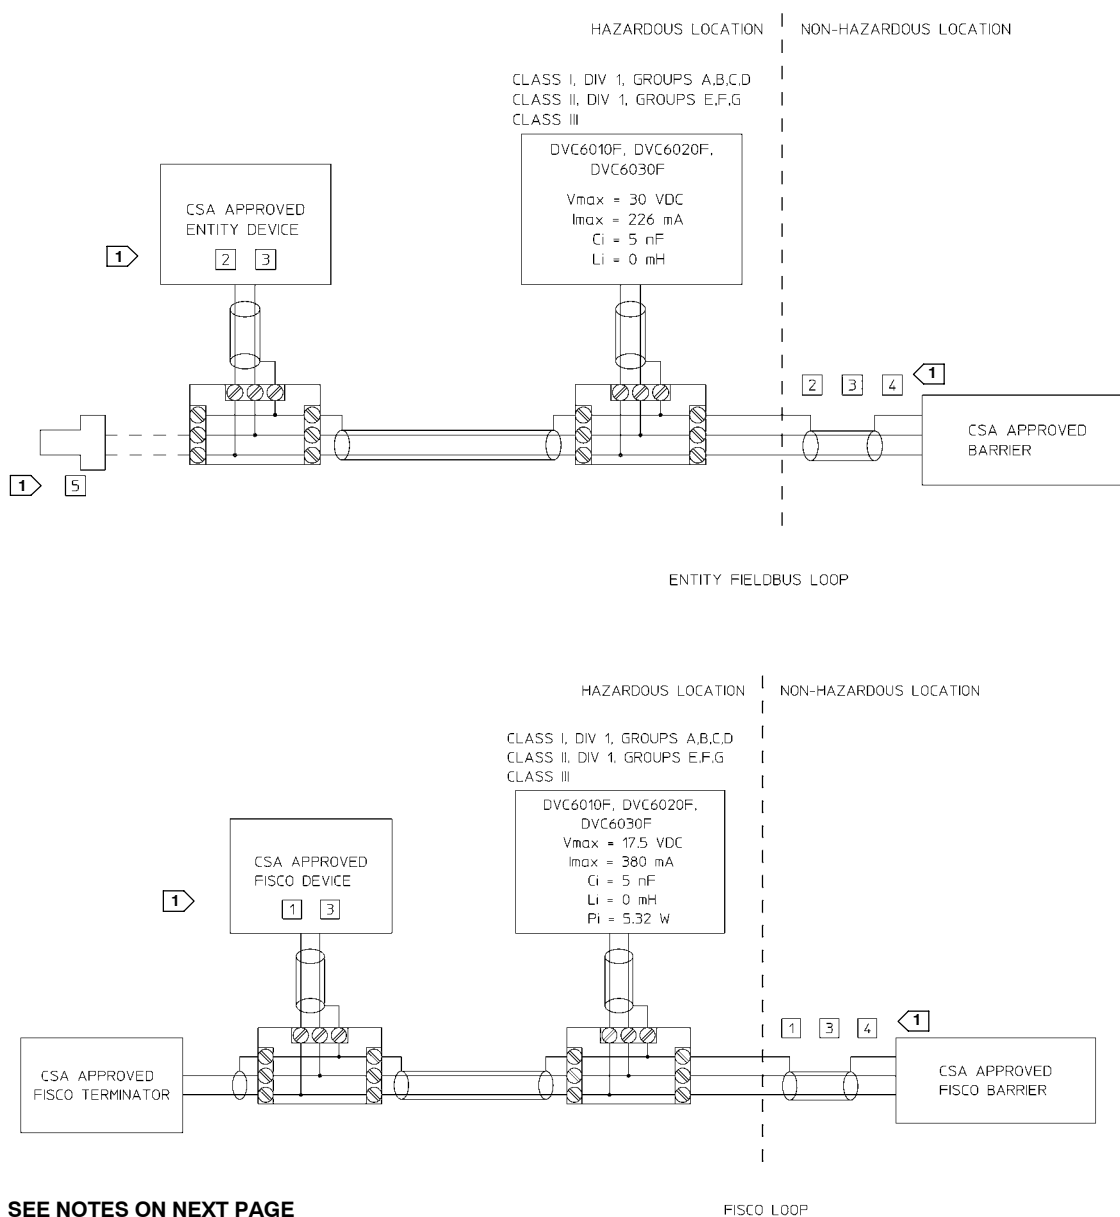 HAZARDOUS LOCATION
NON-HAZARDOUS LOCATION
CLASS I, DIV 1, GROUPS A,B,C,D
CLASS II, DIV 1, GROUPS E,F,G
CLASS III
DVC6010F, DVC6020F,
DVC6030F
Vmax = 30 VDC
Imax = 226 mA
Ci = 5 nF
Li = 0 mH
CSA APPROVED
ENTITY DEVICE
2 3
1
2 3 4
1
CSA APPROVED
BARRIER
1
5
ENTITY FIELDBUS LOOP
HAZARDOUS LOCATION
NON-HAZARDOUS LOCATION
CLASS I, DIV 1, GROUPS A,B,C,D
CLASS II, DIV 1, GROUPS E,F,G
CLASS III
DVC6010F, DVC6020F,
DVC6030F
Vmax = 17.5 VDC
Imax = 380 mA
Ci = 5 nF
Li = 0 mH
Pi = 5.32 W
CSA APPROVED
FISCO DEVICE
1 3
1
1 3 4
1
CSA APPROVED
FISCO TERMINATOR
CSA APPROVED
FISCO BARRIER
SEE NOTES ON NEXT PAGE
FISCO LOOP